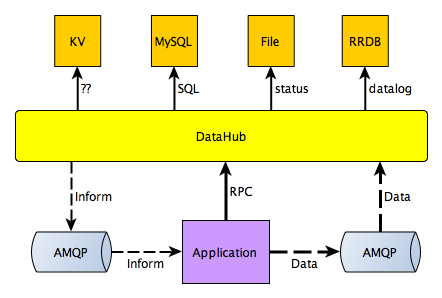 KV
MySQL
File
RRDB
??
SQL
status
datalog
DataHub
Inform
RPC
Data
AMQP
Inform
Application
Data
AMQP